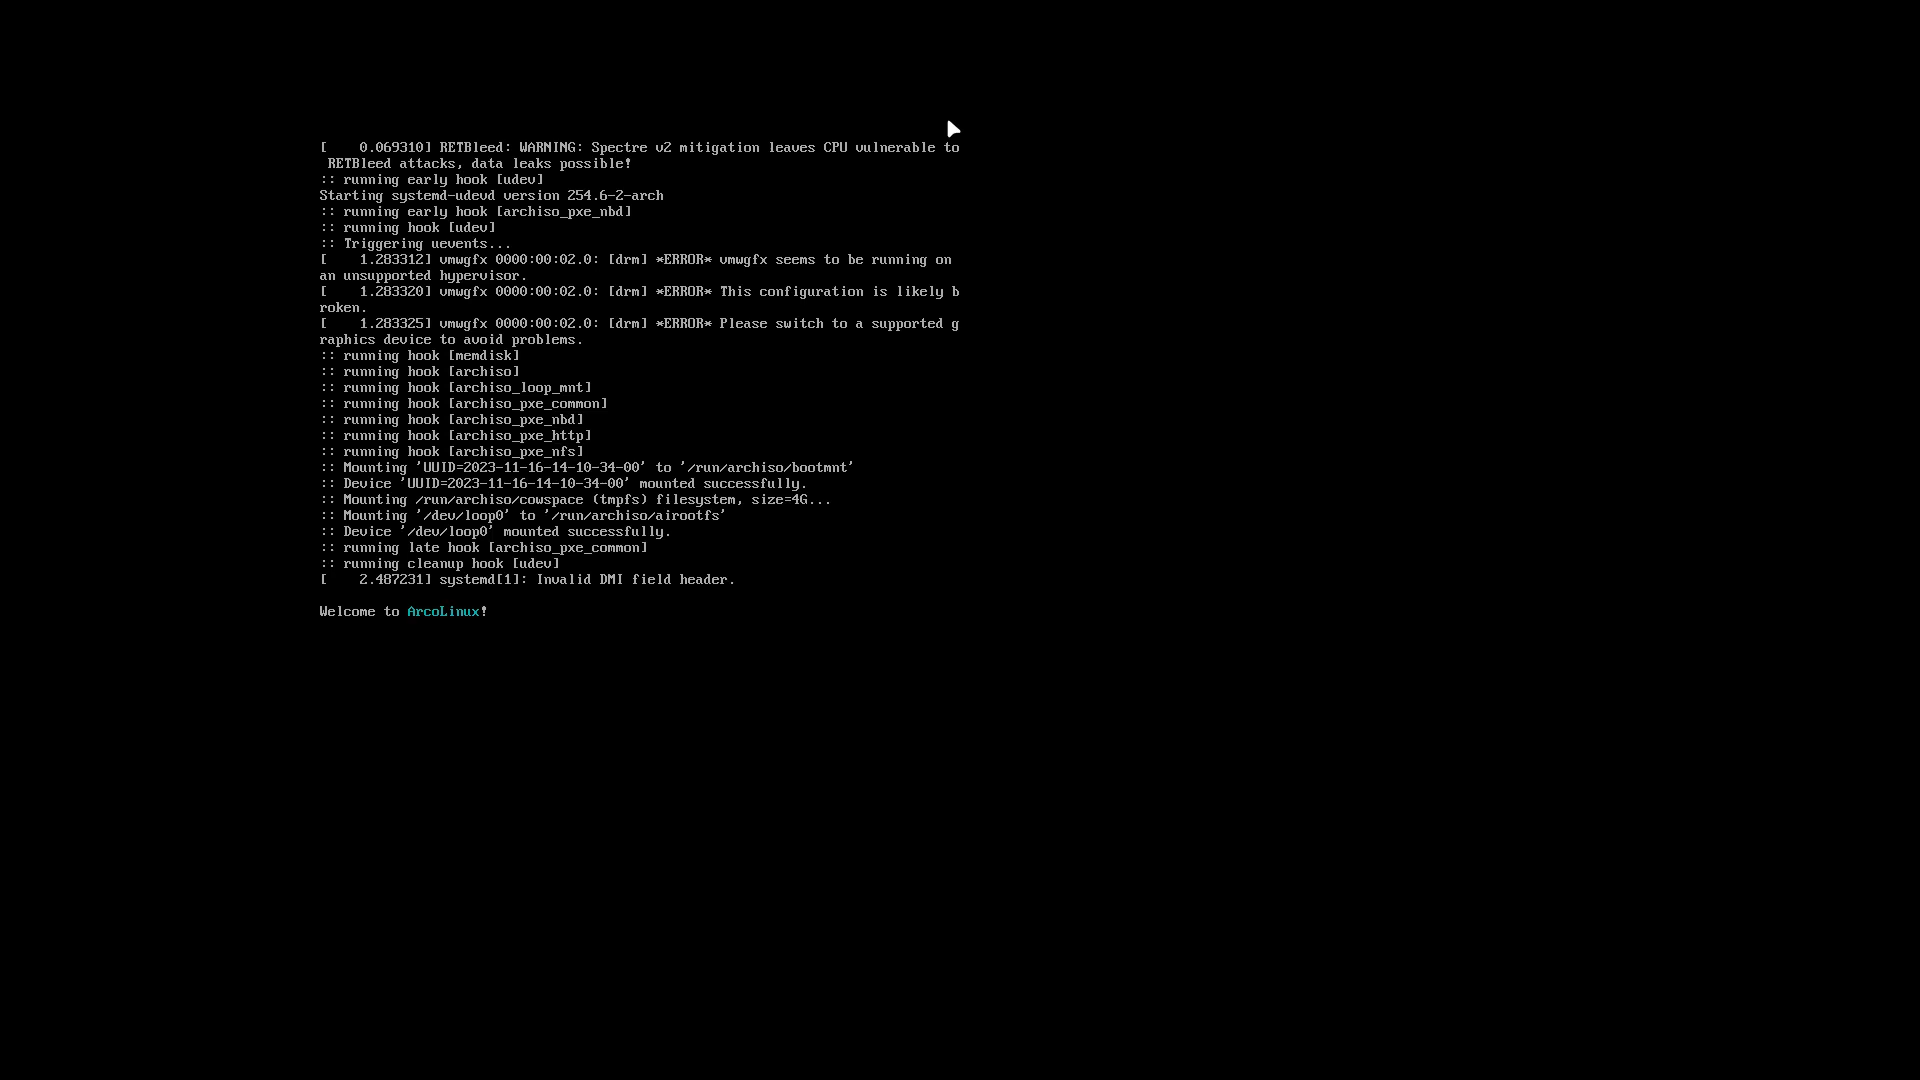 [    0.069310] RETBleed: WARNING: Spectre v2 mitigation leaves CPU vulnerable to
 RETBleed attacks, data leaks possible!
:: running early hook [udev]
Starting systemd-udevd version 254.6-2-arch
:: running early hook [archiso_pxe_nbd]
:: running hook [udev]
:: Triggering uevents...
[    1.283312] vmwgfx 0000:00:02.0: [drm] *ERROR* vmwgfx seems to be running on
an unsupported hypervisor.
[    1.283320] vmwgfx 0000:00:02.0: [drm] *ERROR* This configuration is likely b
roken.
[    1.283325] vmwgfx 0000:00:02.0: [drm] *ERROR* Please switch to a supported g
raphics device to avoid problems.
:: running hook [memdisk]
:: running hook [archiso]
:: running hook [archiso_loop_mnt]
:: running hook [archiso_pxe_common]
:: running hook [archiso_pxe_nbd]
:: running hook [archiso_pxe_http]
:: running hook [archiso_pxe_nfs]
:: Mounting 'UUID=2023-11-16-14-10-34-00' to '/run/archiso/bootmnt'
:: Device 'UUID=2023-11-16-14-10-34-00' mounted successfully.
:: Mounting /run/archiso/cowspace (tmpfs) filesystem, size=4G...
:: Mounting '/dev/loop0' to '/run/archiso/airootfs'
:: Device '/dev/loop0' mounted successfully.
:: running late hook [archiso_pxe_common]
:: running cleanup hook [udev]
[    2.487231] systemd[1]: Invalid DMI field header.
Welcome to ArcoLinux!